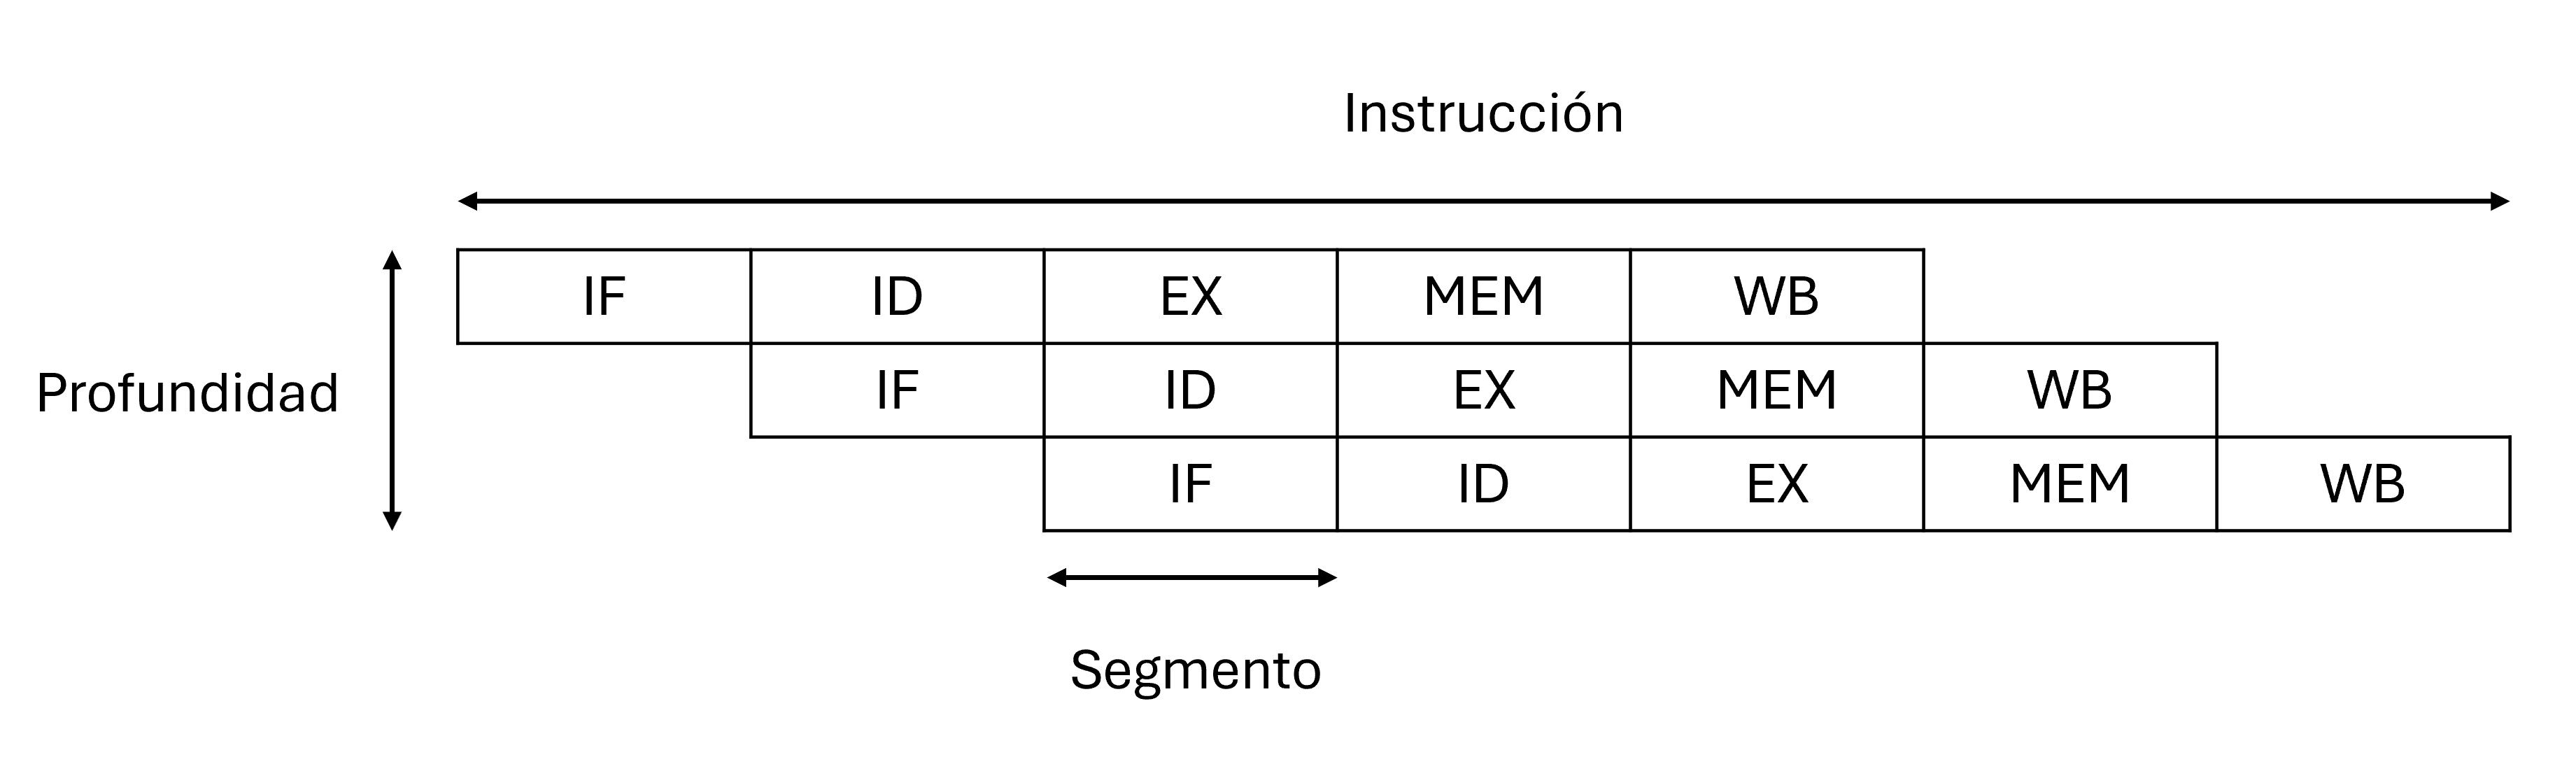 Instrucción
IF ID EX MEM WB
Profundidad
IF ID EX MEM WB
IF ID EX MEM WB
Segmento